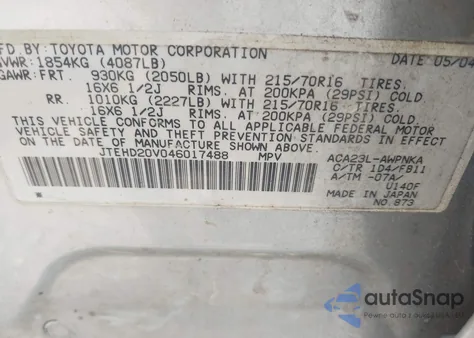 MFD.BY: TOYOTA MOTOR CORPORATION DATE 05/04
GVWR: 1854KG (4087LB)
GAWR: FRT. 930KG (2050LB) WITH 215/70R16 TIRES
16X6 1/2J RIMS, AT 200KPA (29PSI) COLD
RR. 1010KG (2227LB) WITH 215/70R16 TIRES
16X6 1/2J RIMS, AT 200KPA (29PSI) COLD
THIS VEHICLE CONFORMS TO ALL APPLICABLE FEDERAL MOTOR
VEHICLE SAFETY AND THEFT PREVENTION STANDARDS IN EFFECT
ON THE DATE OF MANUFACTURE SHOWN ABOVE.
JTEHD20V046017488 MPV ACA23L-AWPNKA
C/TR 1D4/FB11
A/TM -07A/U140F
MADE IN JAPAN
NO.873
autoSnap